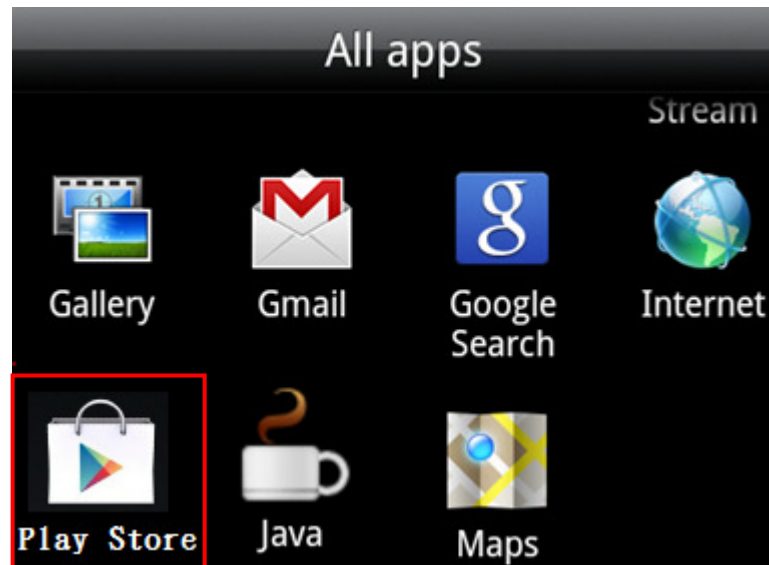 All apps
Stream
Gallery
Gmail
Google
Search
Internet
Play Store
Java
Maps